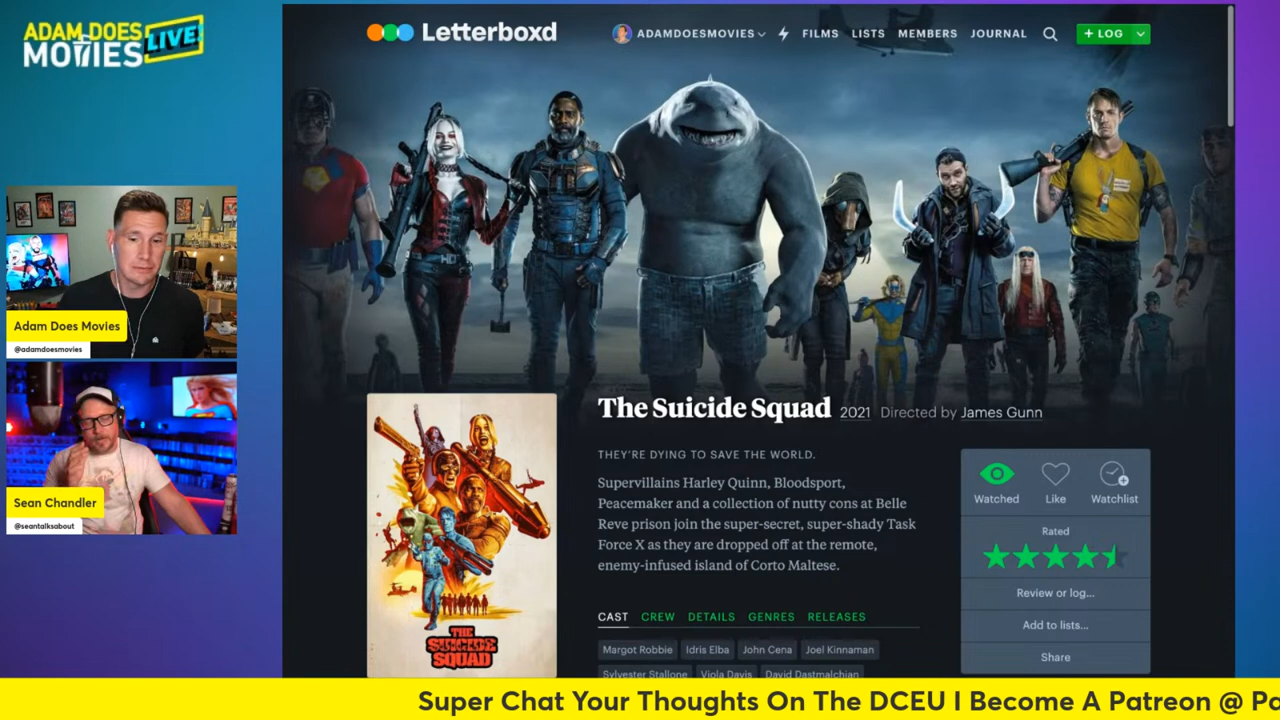 ADAM DOES
MOVIES
LIVE!
Letterboxd
ADAMDOESMOVIES
FILMS
LISTS
MEMBERS
JOURNAL
+ LOG
Adam Does Movies
@adamdoesmovies
Sean Chandler
@seantalksabout
The Suicide Squad 2021 Directed by James Gunn
THEY'RE DYING TO SAVE THE WORLD.
Supervillains Harley Quinn, Bloodsport,
Peacemaker and a collection of nutty cons at Belle
Reve prison join the super-secret, super-shady Task
Force X as they are dropped off at the remote,
enemy-infused island of Corto Maltese.
Watched
Like
Watchlist
Rated
Review or log...
Add to lists...
Share
CAST CREW DETAILS GENRES RELEASES
Margot Robbie Idris Elba John Cena Joel Kinnaman
Sylvester Stallone Viola Davis David Dastmalchian
THE
SUICIDE
SQUAD
Super Chat Your Thoughts On The DCEU I Become A Patreon @